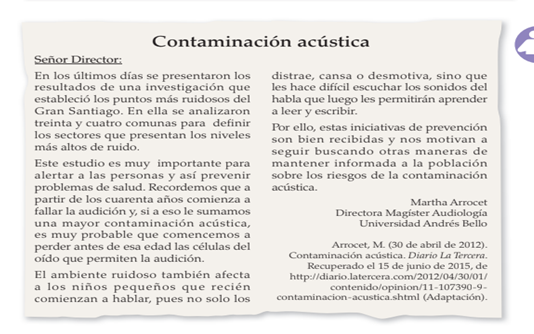 Contaminación acústica
Señor Director:
En los últimos días se presentaron los
resultados de una investigación que
estableció los puntos más ruidosos del
Gran Santiago. En ella se analizaron
treinta y cuatro comunas para definir
los sectores que presentan los niveles
más altos de ruido.
Este estudio es muy importante para
alertar a las personas y así prevenir
problemas de salud. Recordemos que a
partir de los cuarenta años comienza a
fallar la audición y, si a eso le sumamos
una mayor contaminación acústica,
es muy probable que comencemos a
perder antes de esa edad las células del
oído que permiten la audición.
El ambiente ruidoso también afecta
a los niños pequeños que recién
comienzan a hablar, pues no solo los
distrae, cansa o desmotiva, sino que
les hace difícil escuchar los sonidos del
habla que luego les permitirán aprender
a leer y escribir.
Por ello, estas iniciativas de prevención
son bien recibidas y nos motivan a
seguir buscando otras maneras de
mantener informada a la población
sobre los riesgos de la contaminación
acústica.
Martha Arrocet
Directora Magíster Audiología
Universidad Andrés Bello
Arrocet, M. (30 de abril de 2012).
Contaminación acústica. Diario La Tercera.
Recuperado el 15 de junio de 2015, de
http://diario.latercera.com/2012/04/30/01/
contenido/opinion/11-107390-9-
contaminacion-acustica.shtml (Adaptación).